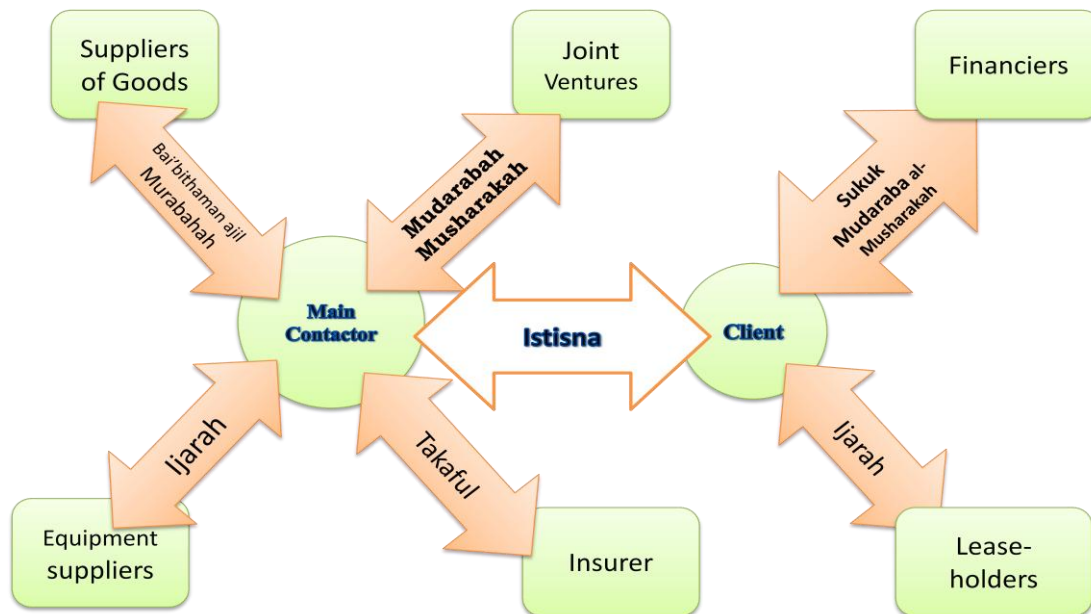 Suppliers
of Goods
Joint
Ventures
Financiers
Bai'bithaman ajil
Murabahah
Mudarabah
Musharakah
Sukuk
Mudaraba al-
Musharakah
Main
Contactor
Istisna
Client
Ijarah
Takaful
Ijarah
Equipment
suppliers
Insurer
Lease-
holders